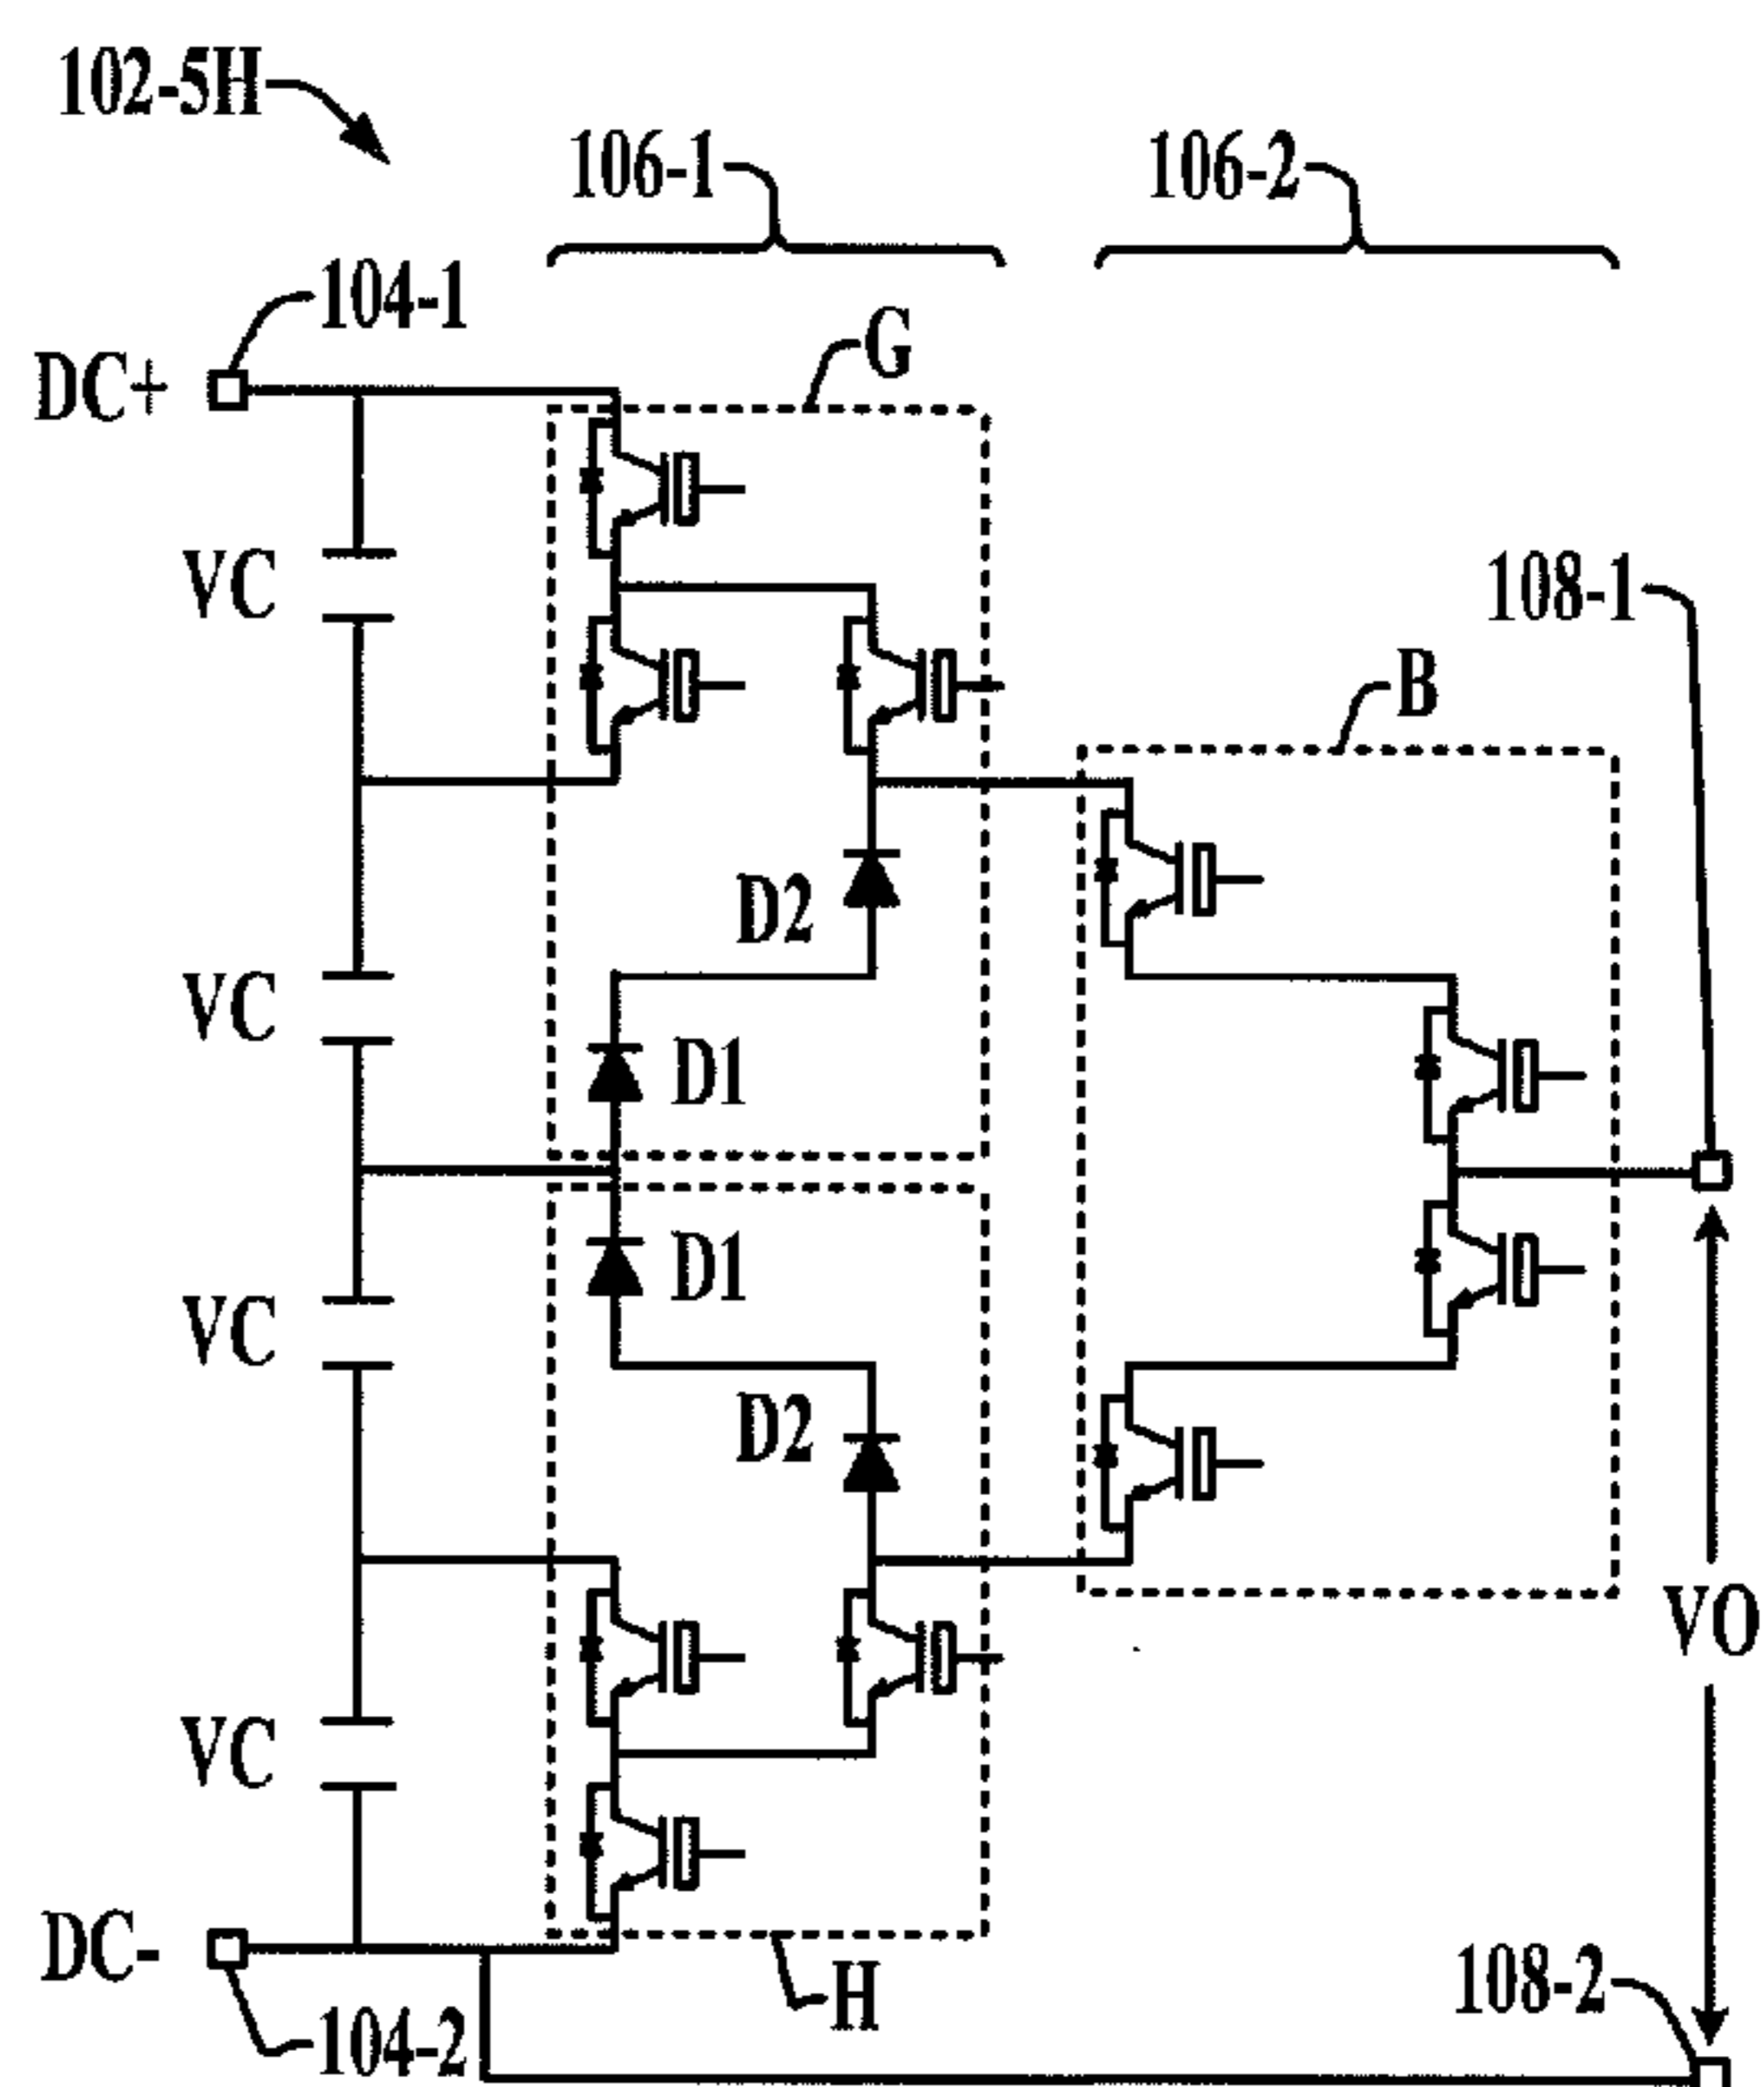 102-5H
106-1
106-2
104-1
G
DC+
VC
108-1
B
D2
VC
D1
D1
VC
D2
VO
VC
DC-
H
108-2
104-2